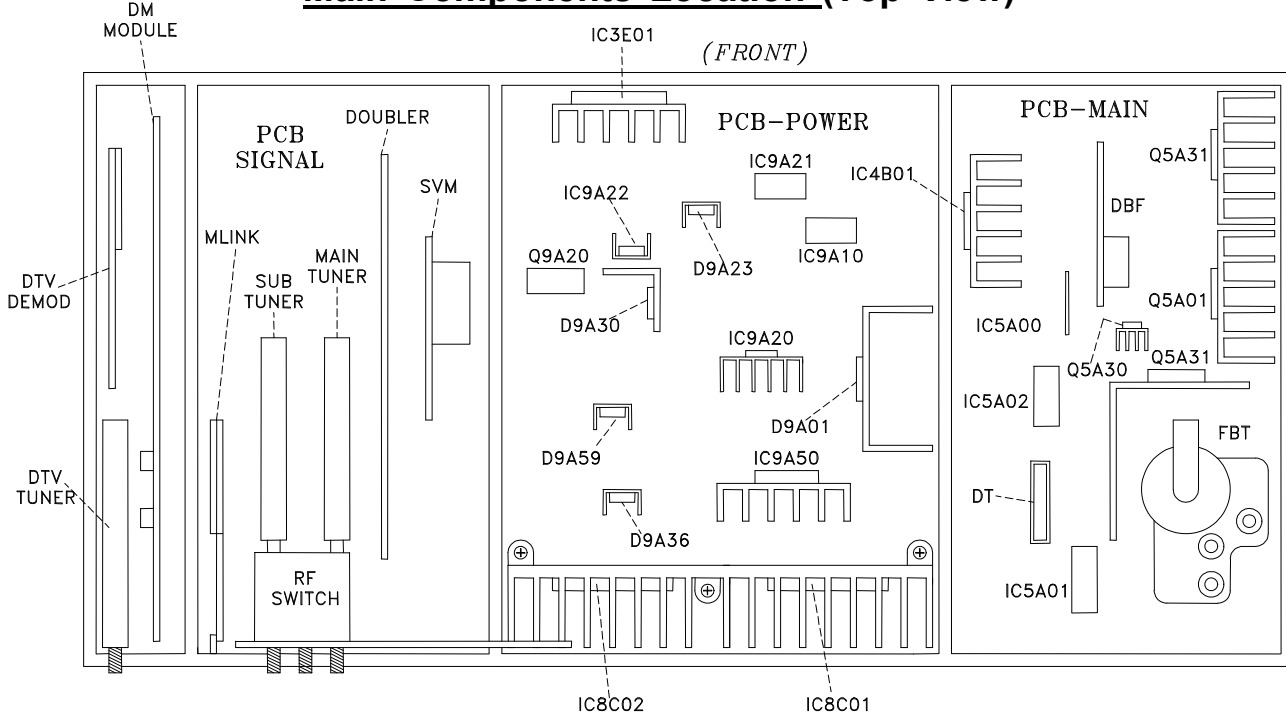 Main Components Location (Top View)
DM
MODULE
IC3E01
(FRONT)
PCB
SIGNAL
DOUBLER
SVM
MLINK
SUB
TUNER
MAIN
TUNER
DTV
DEMOD
DTV
TUNER
RF
SWITCH
PCB-POWER
IC9A21
IC9A22
IC9A10
D9A23
Q9A20
D9A30
IC9A20
D9A01
D9A59
IC9A50
D9A36
IC8C02
IC8C01
PCB-MAIN
IC4B01
Q5A31
DBF
Q5A01
IC5A00
Q5A30
Q5A31
IC5A02
FBT
DT
IC5A01